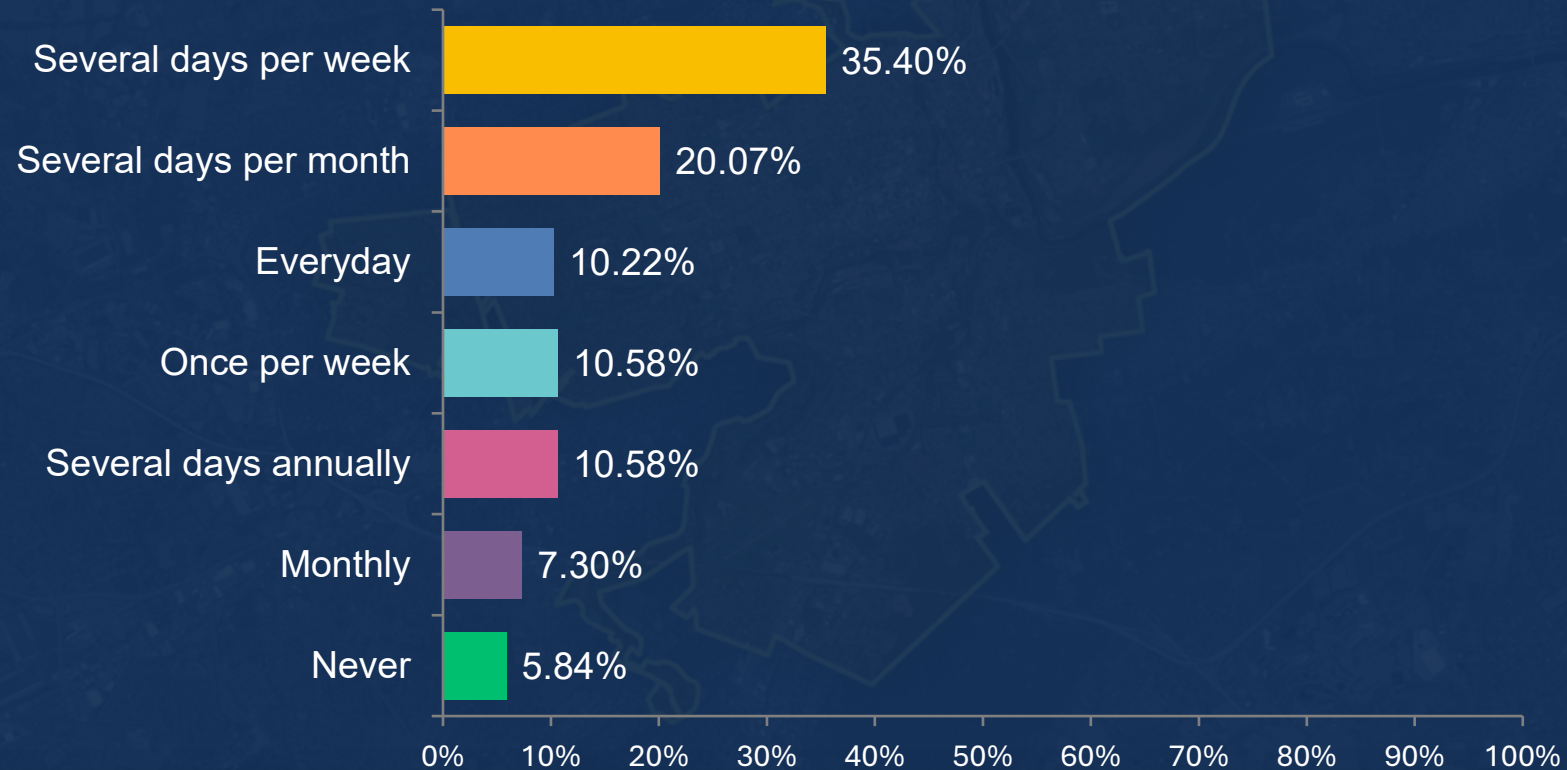 Several days per week 35.40%
Several days per month 20.07%
Everyday 10.22%
Once per week 10.58%
Several days annually 10.58%
Monthly 7.30%
Never 5.84%
0% 10% 20% 30% 40% 50% 60% 70% 80% 90% 100%